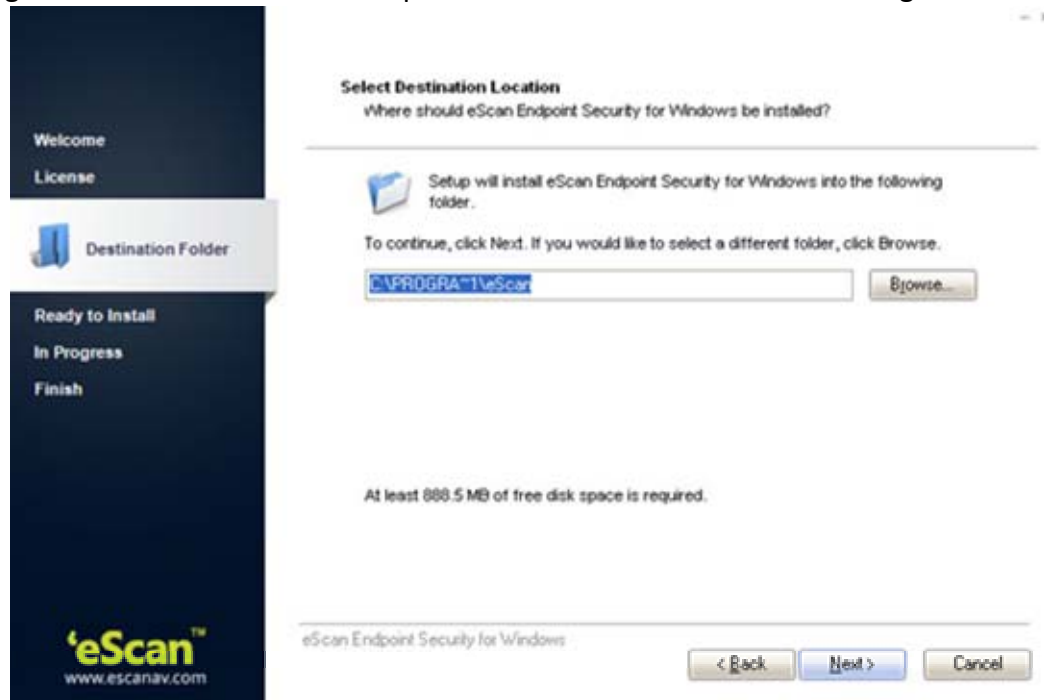 Select Destination Location
Where should eScan Endpoint Security for Windows be installed?
Welcome
License
Destination Folder
Ready to Install
In Progress
Finish
Setup will install eScan Endpoint Security for Windows into the following
folder.
To continue, click Next. If you would like to select a different folder, click Browse.
C:\PROGRA~1\eScan
Browse...
At least 888.5 MB of free disk space is required.
eScan Endpoint Security for Windows
< Back
Next >
Cancel
eScan™
www.escanav.com